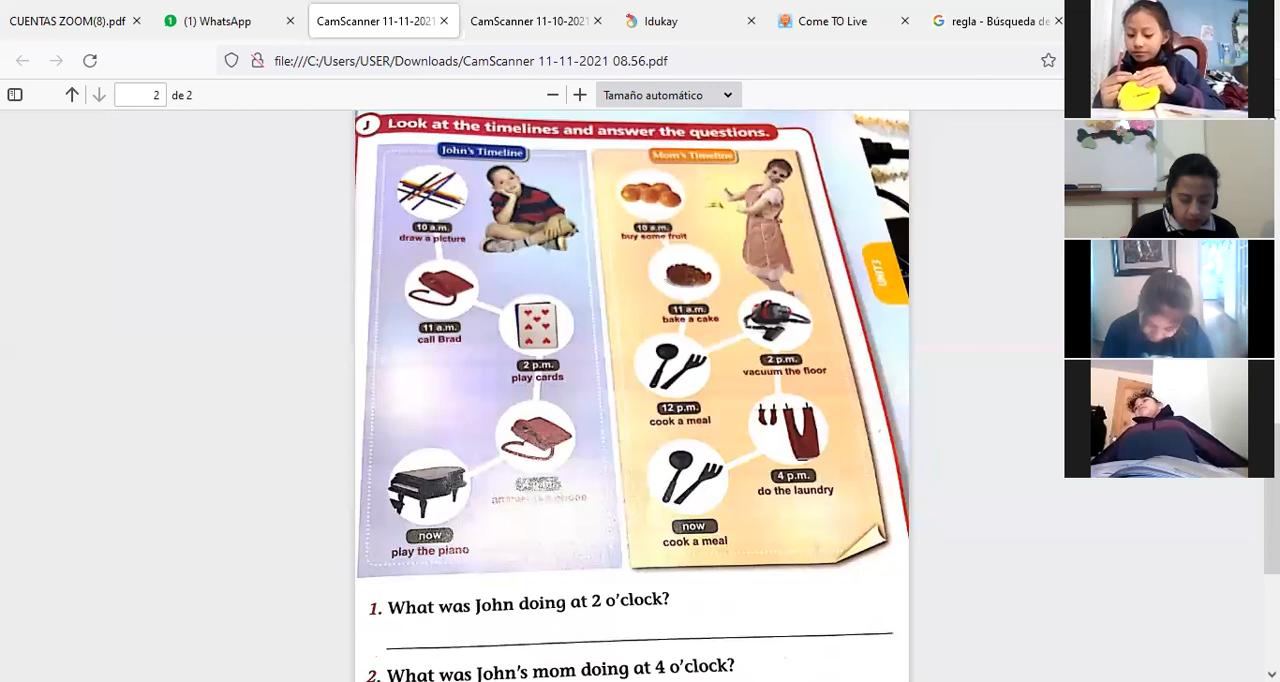 CUENTAS ZOOM(8).pdf
(1) WhatsApp
CamScanner 11-11-2021
CamScanner 11-10-2021
Idukay
Come TO Live
regla - Búsqueda de
file:///C:/Users/USER/Downloads/CamScanner 11-11-2021 08.56.pdf
2
de 2
Tamaño automático
J Look at the timelines and answer the questions.
John's Timeline
10 a.m.
draw a picture
11 a.m.
call Brad
2 p.m.
play cards
answer the phone
now
play the piano
Mom's Timeline
10 a.m.
buy some fruit
11 a.m.
bake a cake
2 p.m.
vacuum the floor
12 p.m.
cook a meal
4 p.m.
do the laundry
now
cook a meal
UNIT 3
1. What was John doing at 2 o'clock?
2. What was John's mom doing at 4 o'clock?